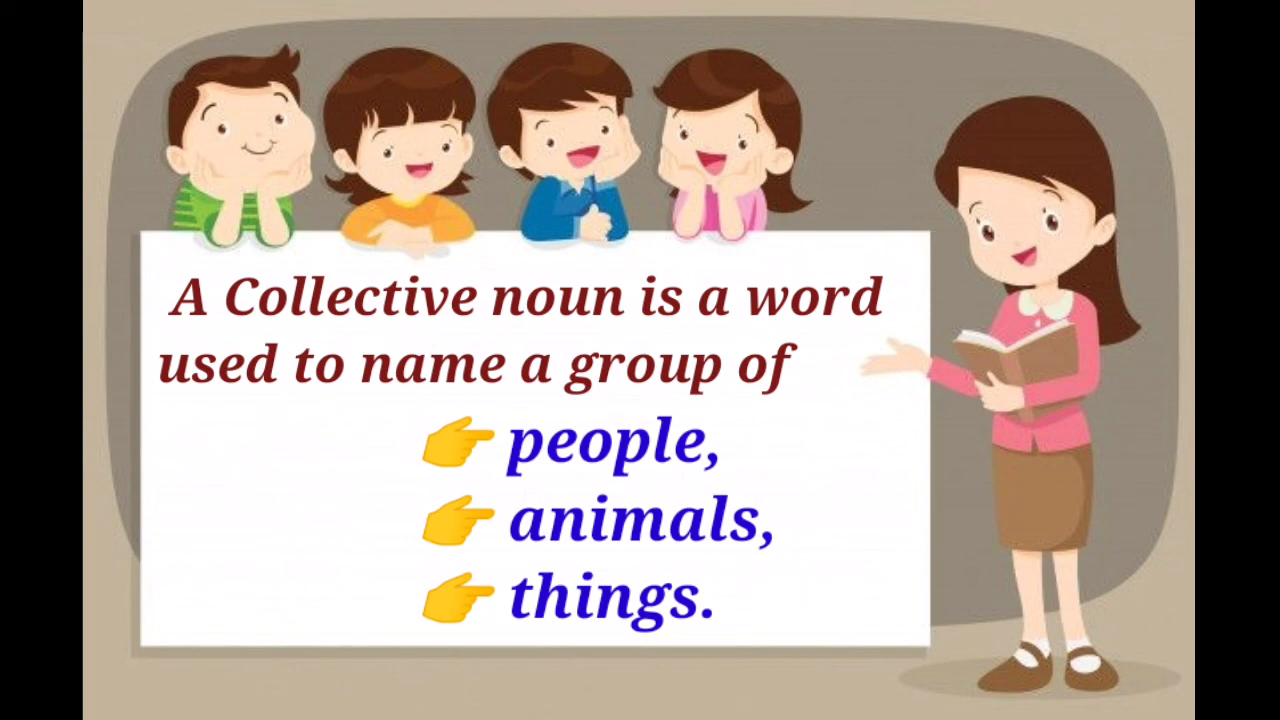 A Collective noun is a word
used to name a group of
👉 people,
👉 animals,
👉 things.